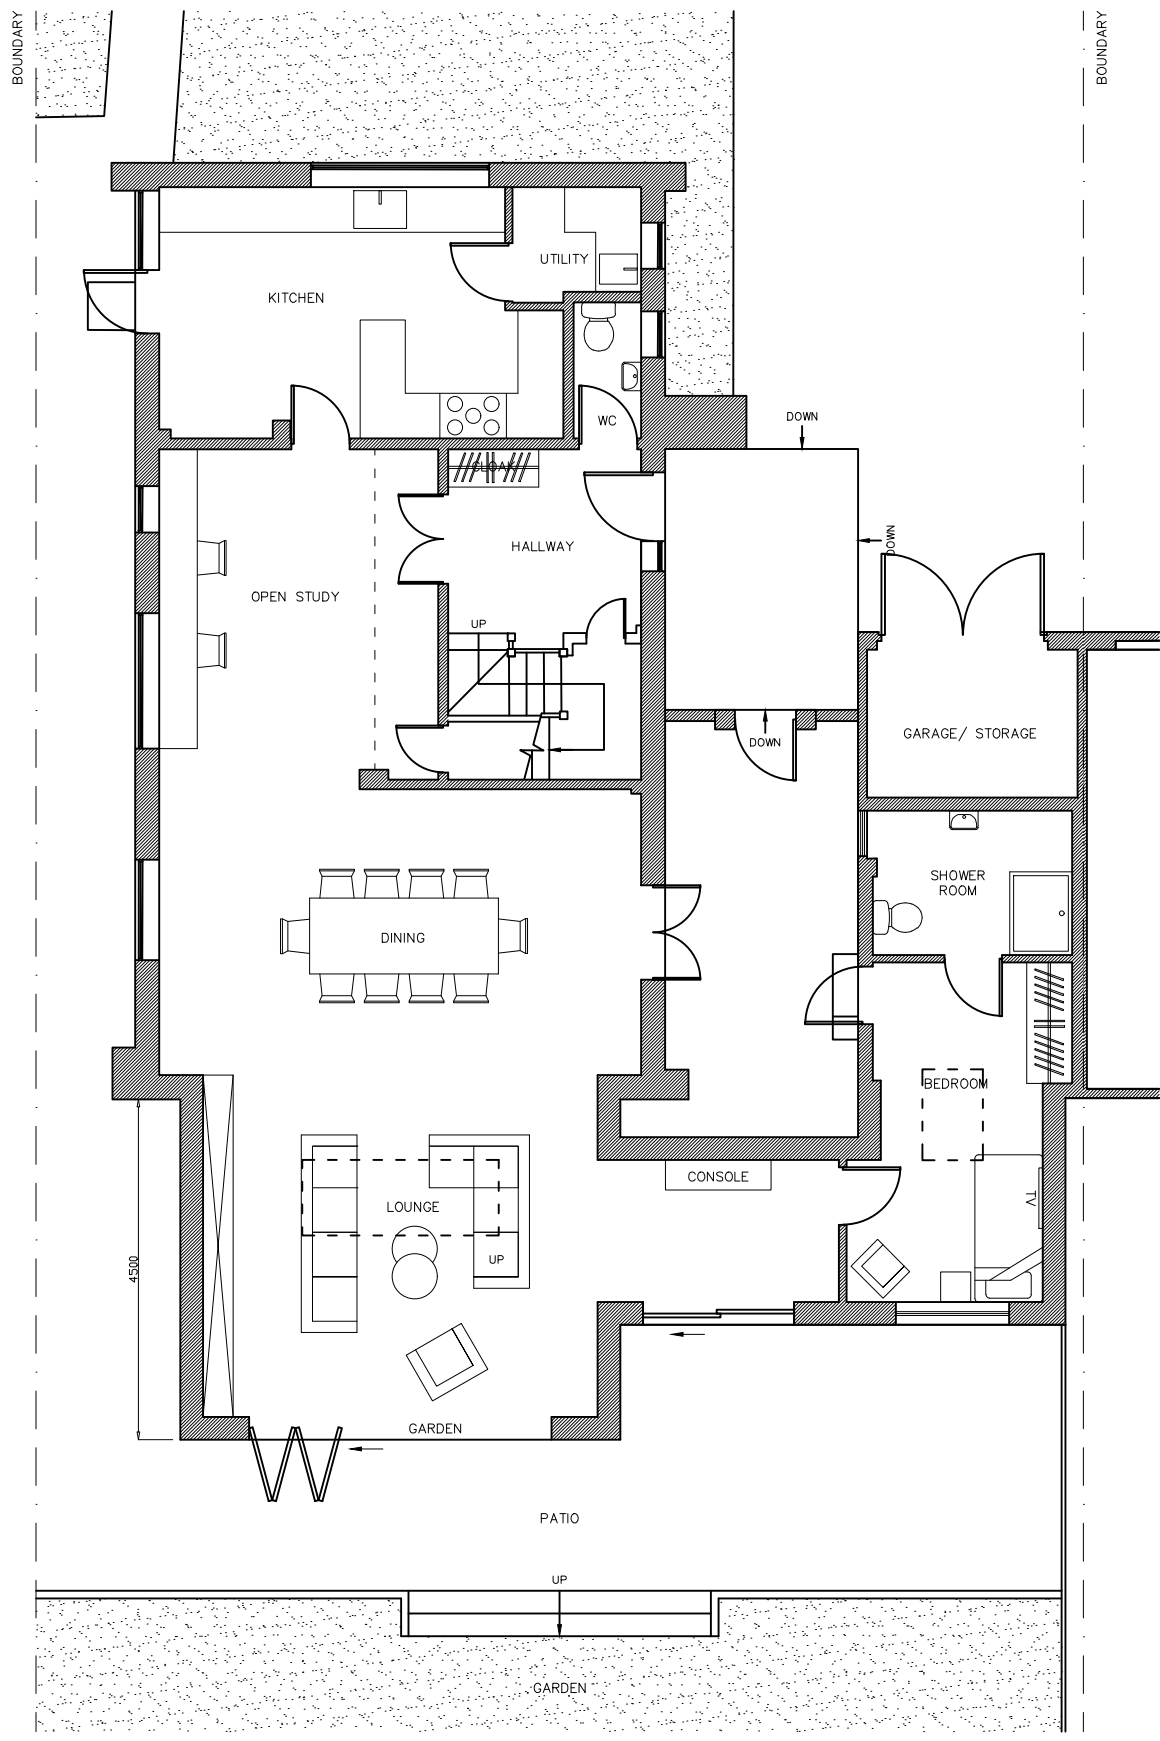 BOUNDARY
BOUNDARY
UTILITY
KITCHEN
WC
DOWN
CLOAK
HALLWAY
DOWN
OPEN STUDY
UP
GARAGE/ STORAGE
DOWN
SHOWER
ROOM
DINING
BEDROOM
CONSOLE
TV
LOUNGE
UP
4500
GARDEN
PATIO
UP
GARDEN